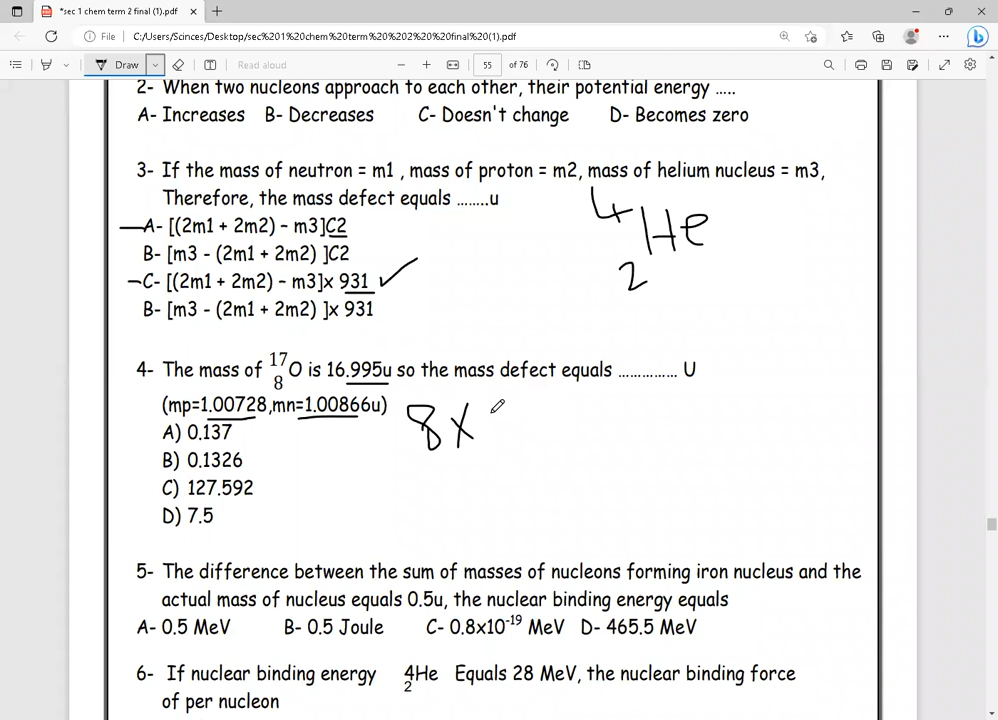 *sec 1 chem term 2 final (1).pdf
File C:/Users/Scinces/Desktop/sec%201%20chem%20term%20%202%20%20final%20(1).pdf
Draw Read aloud 55 of 76
2- When two nucleons approach to each other, their potential energy .....
A- Increases B- Decreases C- Doesn't change D- Becomes zero
3- If the mass of neutron = m1 , mass of proton = m2, mass of helium nucleus = m3,
Therefore, the mass defect equals ........u
A- [(2m1 + 2m2) – m3]C2
B- [m3 - (2m1 + 2m2) ]C2
C- [(2m1 + 2m2) – m3]x 931 ✓
B- [m3 - (2m1 + 2m2) ]x 931
4
He
2
4- The mass of 17 8 O is 16.995u so the mass defect equals ............... U
(mp=1.00728,mn=1.00866u) 8 X
A) 0.137
B) 0.1326
C) 127.592
D) 7.5
5- The difference between the sum of masses of nucleons forming iron nucleus and the
actual mass of nucleus equals 0.5u, the nuclear binding energy equals
A- 0.5 MeV B- 0.5 Joule C- 0.8x10-19 MeV D- 465.5 MeV
6- If nuclear binding energy 4 2 He Equals 28 MeV, the nuclear binding force
of per nucleon